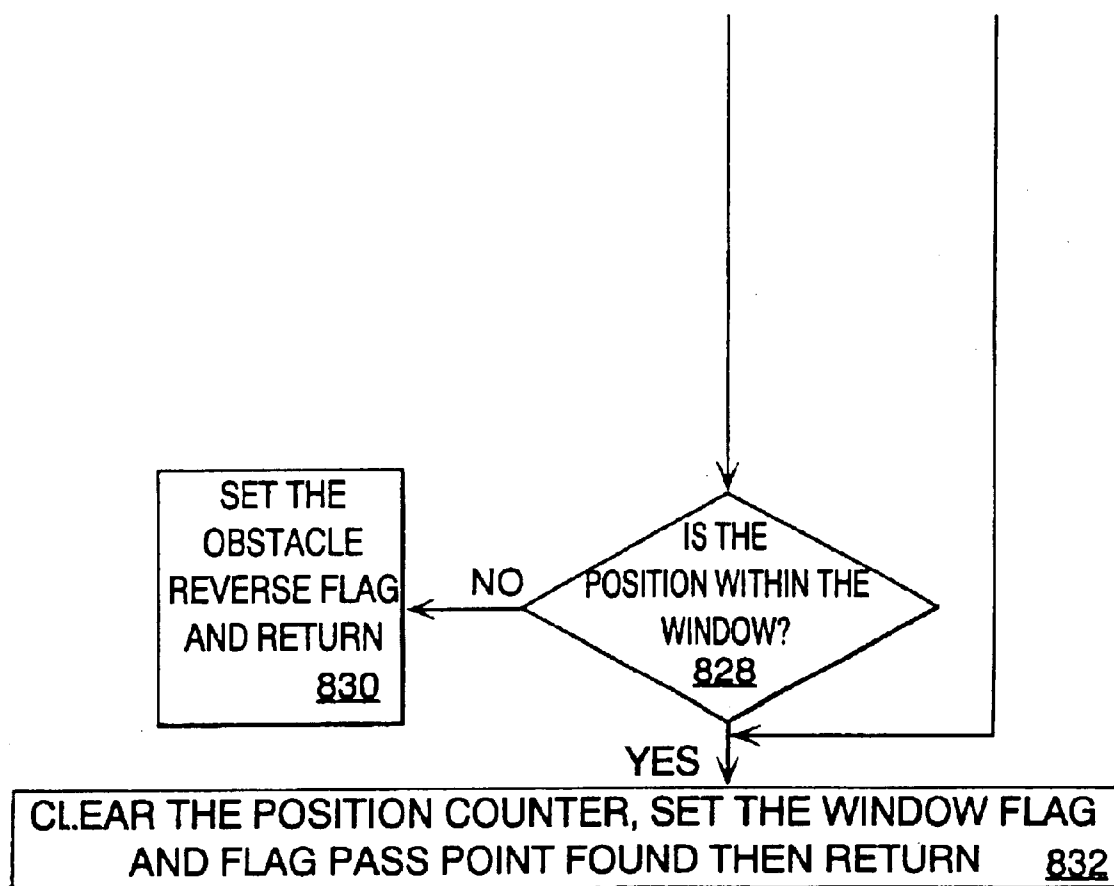 SET THE
OBSTACLE
REVERSE FLAG
AND RETURN
830
NO
IS THE
POSITION WITHIN THE
WINDOW?
828
YES
CLEAR THE POSITION COUNTER, SET THE WINDOW FLAG
AND FLAG PASS POINT FOUND THEN RETURN 832